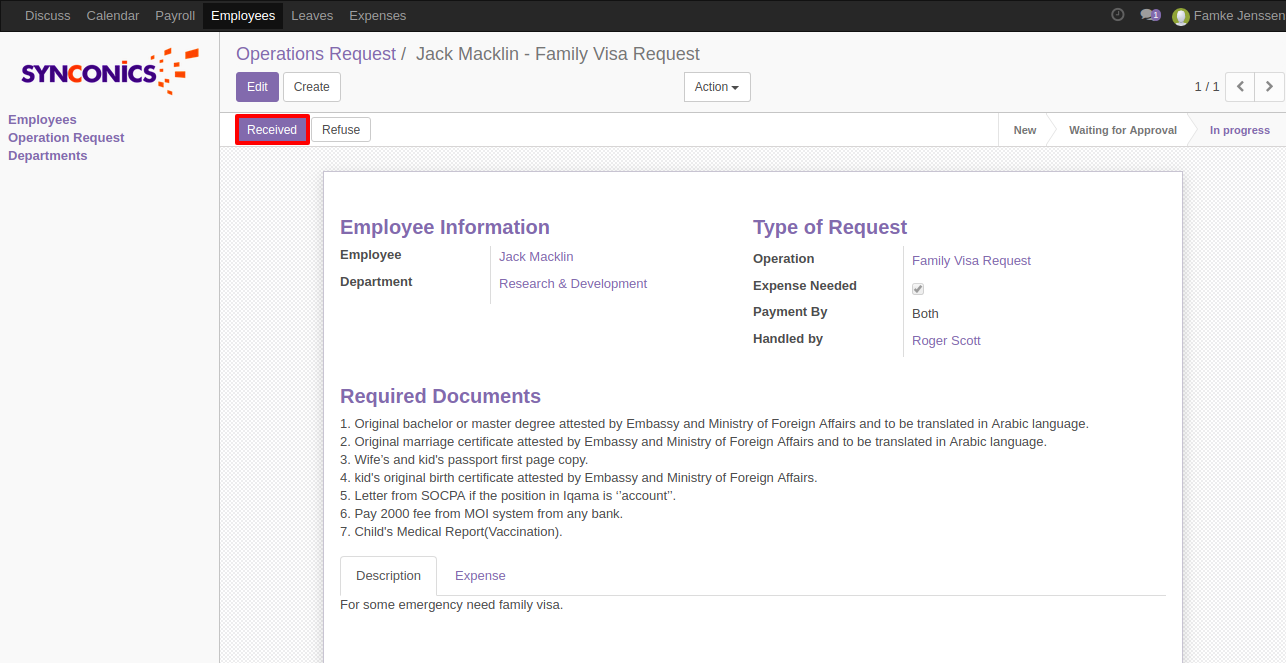 Discuss Calendar Payroll Employees Leaves Expenses 1 Famke Jenssen
SYNCONICS
Employees
Operation Request
Departments
Operations Request / Jack Macklin - Family Visa Request
Edit Create Action 1 / 1
Received Refuse New Waiting for Approval In progress
Employee Information
Employee Jack Macklin
Department Research & Development
Type of Request
Operation Family Visa Request
Expense Needed
Payment By Both
Handled by Roger Scott
Required Documents
1. Original bachelor or master degree attested by Embassy and Ministry of Foreign Affairs and to be translated in Arabic language.
2. Original marriage certificate attested by Embassy and Ministry of Foreign Affairs and to be translated in Arabic language.
3. Wife's and kid's passport first page copy.
4. kid's original birth certificate attested by Embassy and Ministry of Foreign Affairs.
5. Letter from SOCPA if the position in Iqama is ‘’account’’.
6. Pay 2000 fee from MOI system from any bank.
7. Child's Medical Report(Vaccination).
Description Expense
For some emergency need family visa.